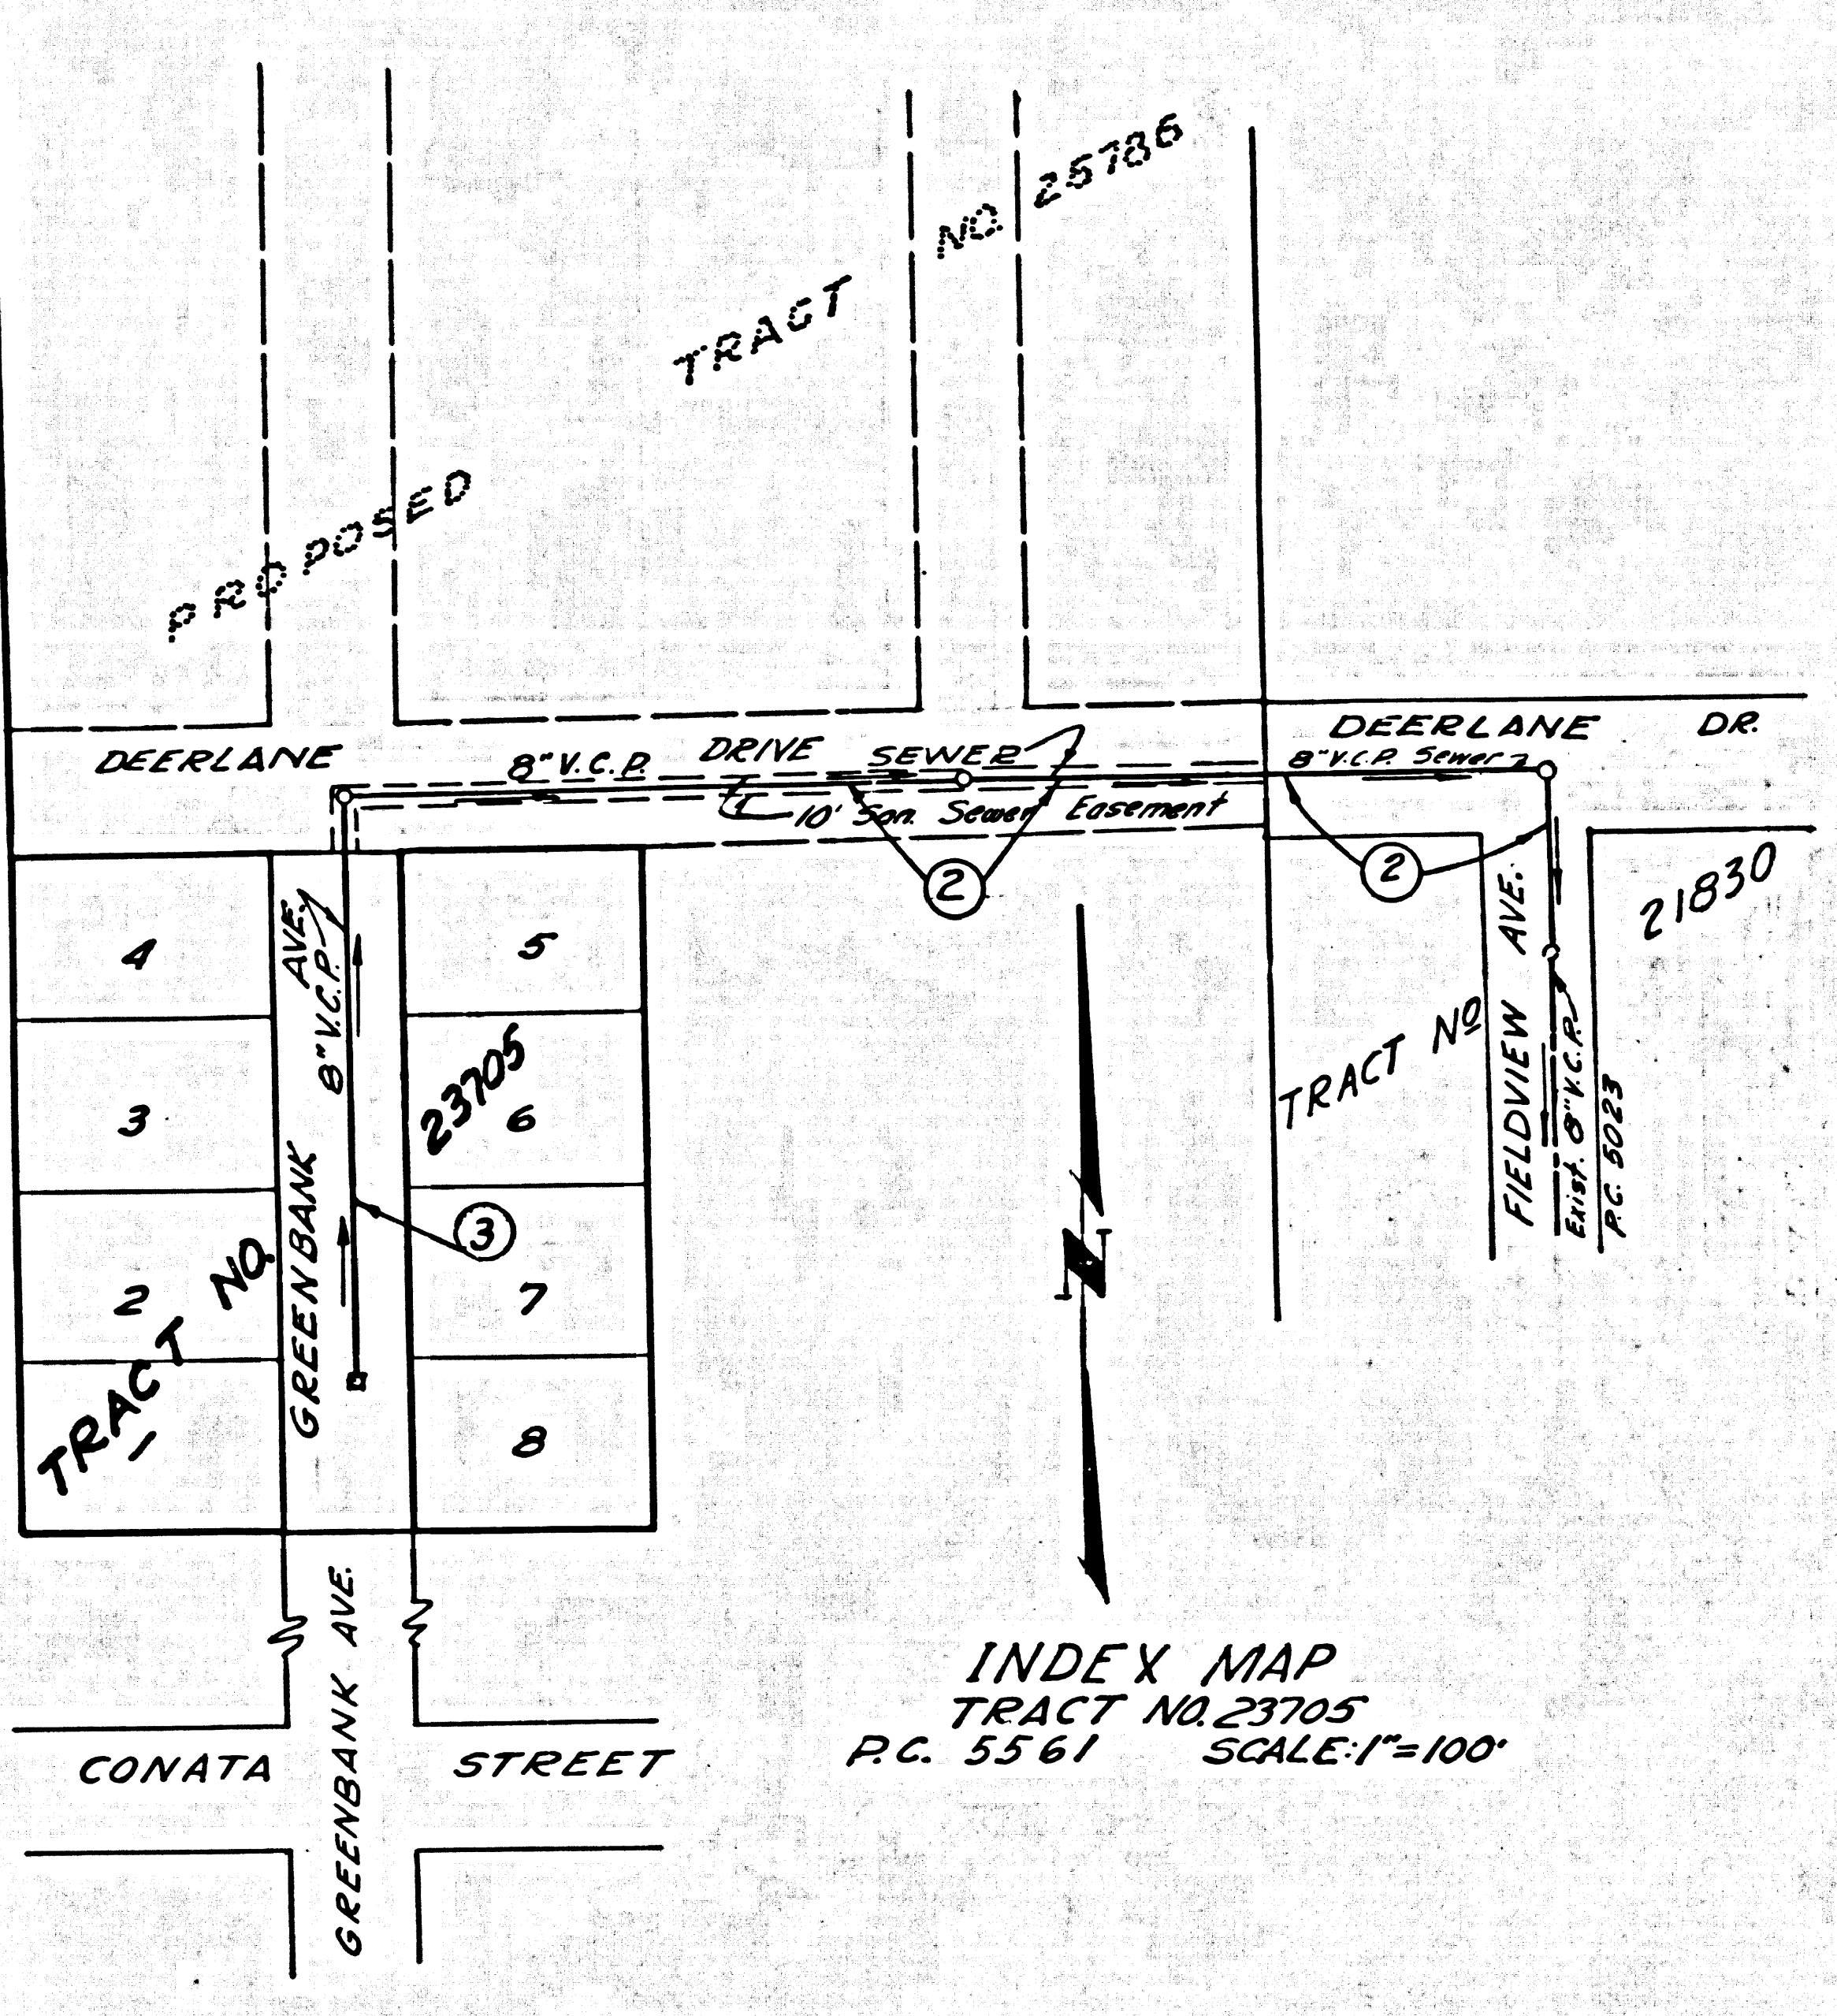 PROPOSED TRACT NO. 25786
DEERLANE DRIVE SEWER
8" V.C.P.
10' San. Sewer Easement
DEERLANE DR.
8" V.C.P. Sewer
2
2
4
3
2
1
5
6
7
8
TRACT NO. 23705
GREENBANK AVE.
8" V.C.P.
3
N
TRACT NO 21830
FIELDVIEW AVE.
Exist. 8" V.C.P.
P.C. 5023
GREENBANK AVE.
CONATA STREET
INDEX MAP
TRACT NO. 23705
P.C. 5561 SCALE: 1"=100'